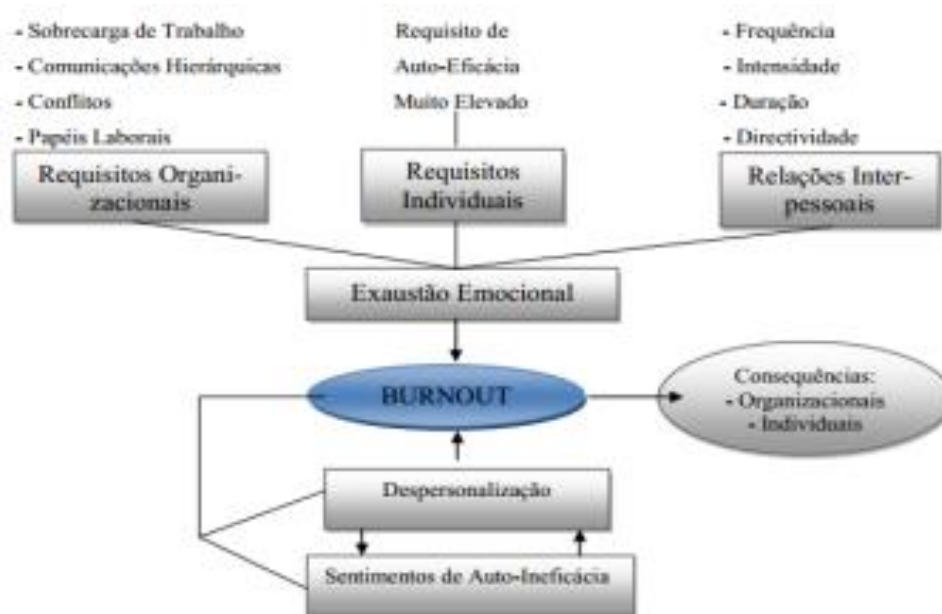 - Sobrecarga de Trabalho
- Comunicações Hierárquicas
- Conflitos
- Papéis Laborais
Requisitos Organi-
zacionais
Requisito de
Auto-Eficácia
Muito Elevado
Requisitos
Individuais
- Frequência
- Intensidade
- Duração
- Directividade
Relações Inter-
pessoais
Exaustão Emocional
BURNOUT
Consequências:
- Organizacionais
- Individuais
Despersonalização
Sentimentos de Auto-Ineficácia